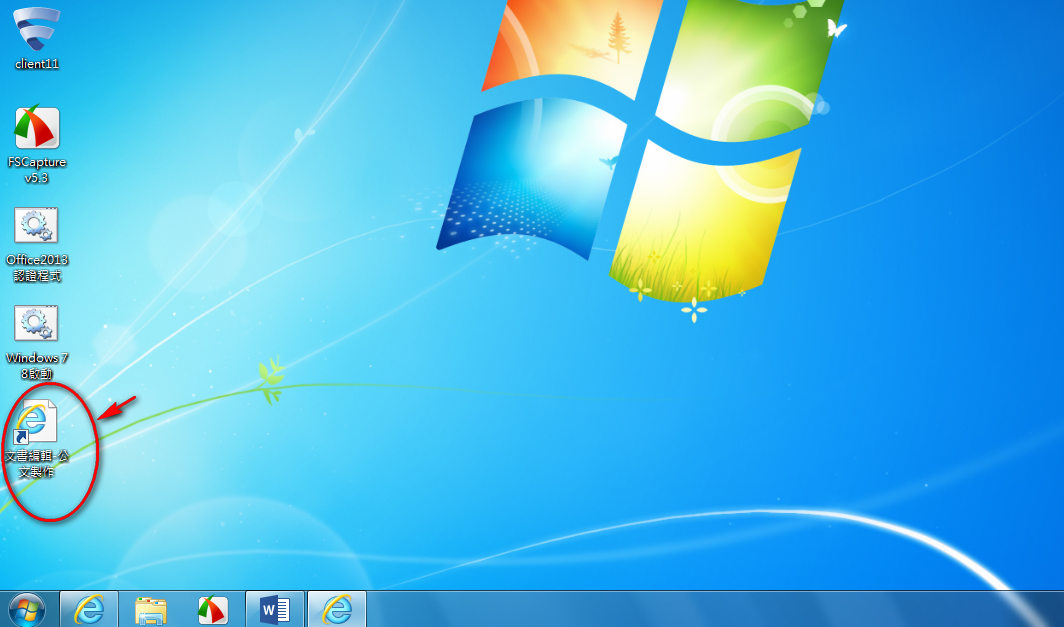 client11
FSCapture
v5.3
Office2013
認證程式
Windows 7
8啟動
文書編輯-公
文製作
W